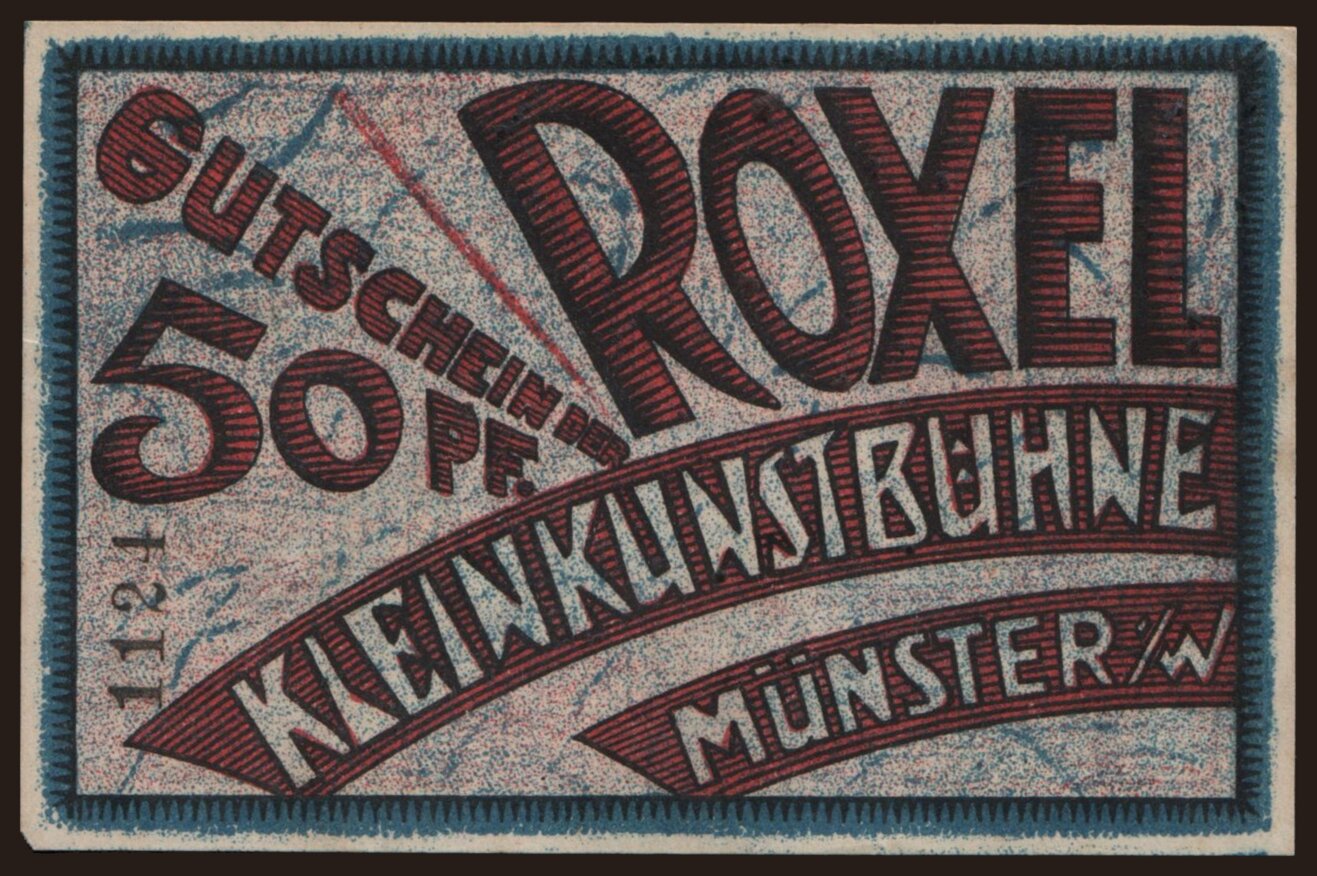 GUTSCHEIN DER
50 PF.
ROXEL
KLEINKUNSTBÜHNE
MÜNSTER i/W
1124